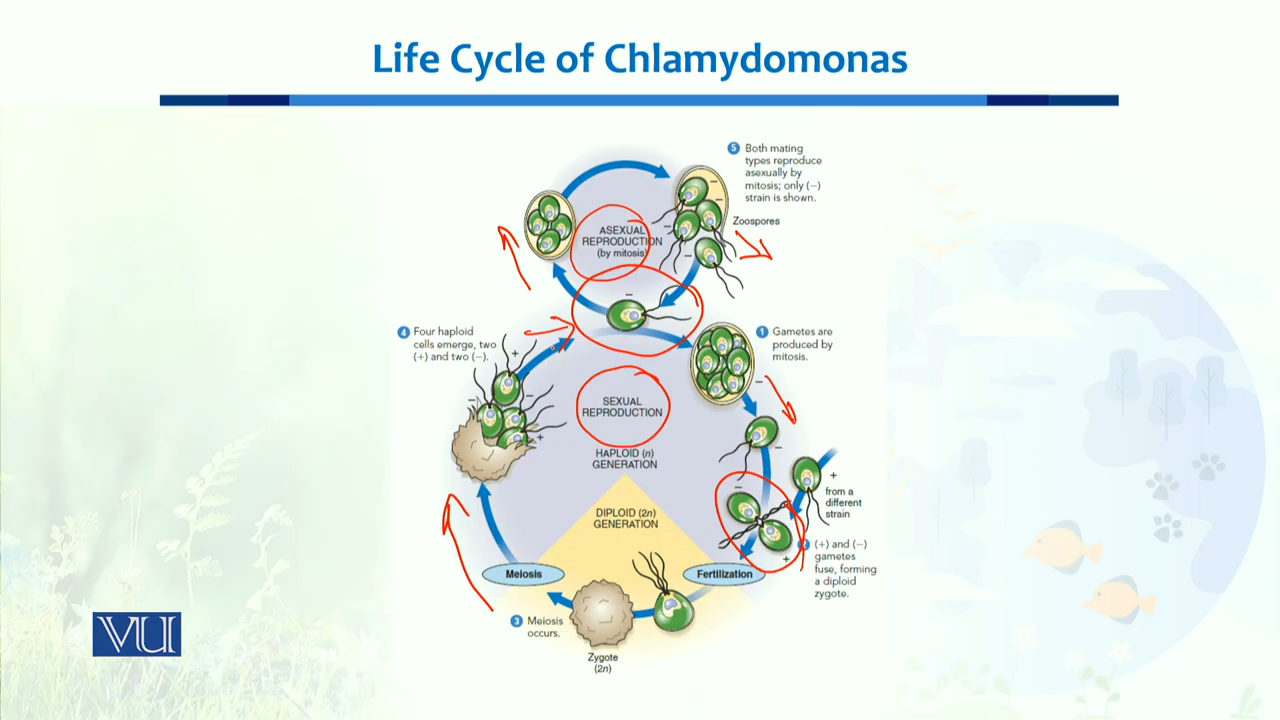 Life Cycle of Chlamydomonas
5 Both mating
types reproduce
asexually by
mitosis; only (−)
strain is shown.
Zoospores
ASEXUAL
REPRODUCTION
(by mitosis)
−
−
−
−
−
4 Four haploid
cells emerge, two
(+) and two (−).
1 Gametes are
produced by
mitosis.
+
−
−
+
−
SEXUAL
REPRODUCTION
HAPLOID (n)
GENERATION
−
+
from a
different
strain
−
+
DIPLOID (2n)
GENERATION
(+) and (−)
gametes
fuse, forming
a diploid
zygote.
Meiosis
Fertilization
3 Meiosis
occurs.
Zygote
(2n)
VU